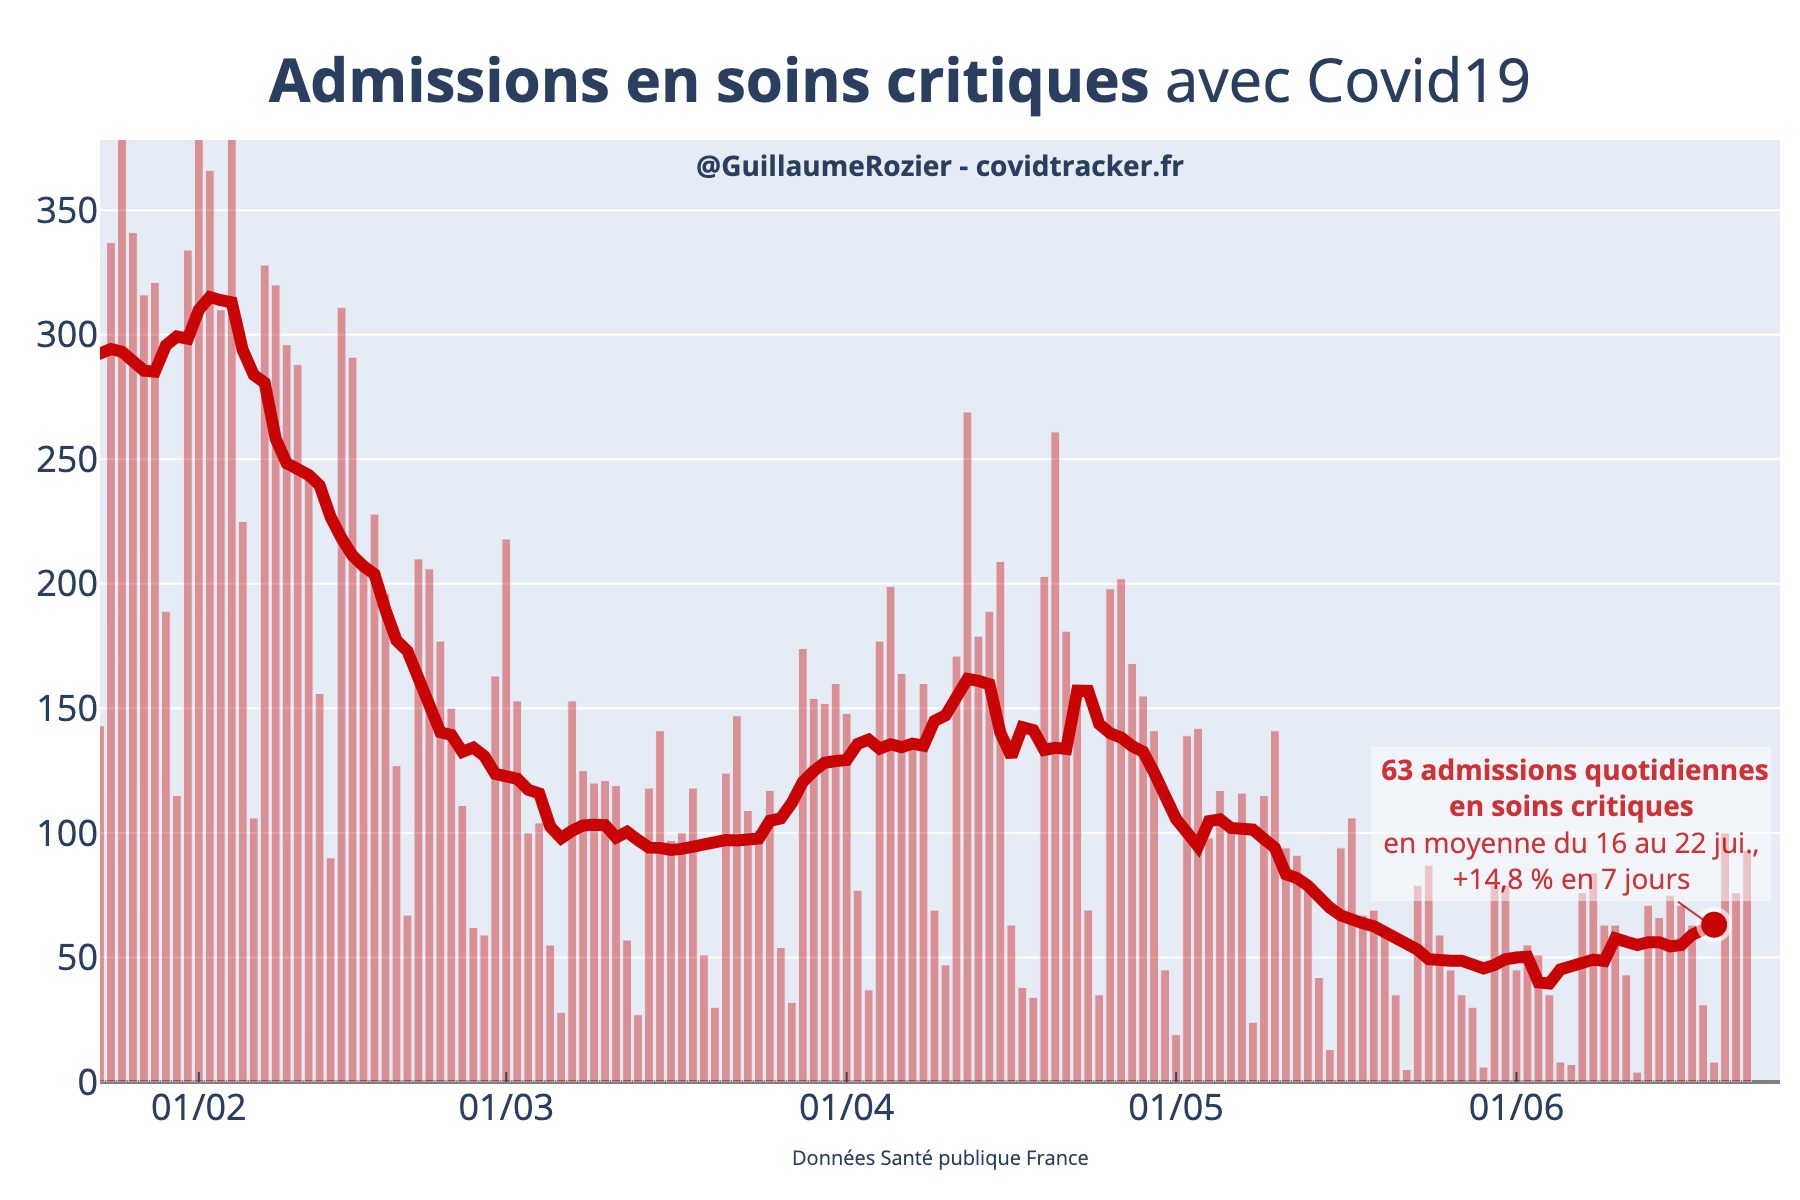 Admissions en soins critiques avec Covid19
@GuillaumeRozier - covidtracker.fr
350
300
250
200
150
100
50
0
63 admissions quotidiennes
en soins critiques
en moyenne du 16 au 22 jui.,
+14,8 % en 7 jours
01/02
01/03
01/04
01/05
01/06
Données Santé publique France